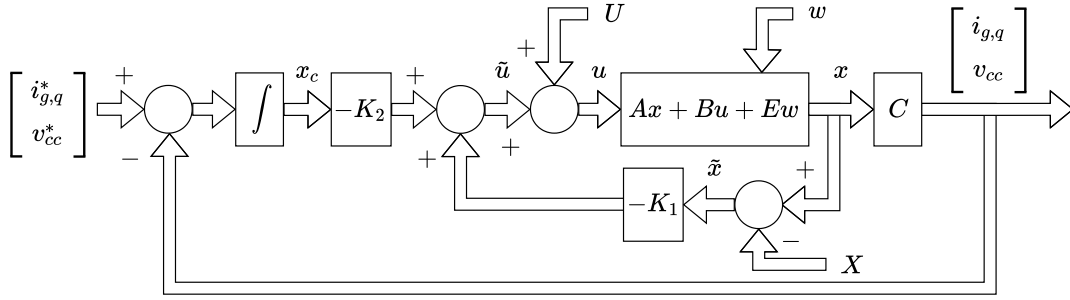 U
w
[ i_{g,q} v_{cc} ]
[ i^*_{g,q} v^*_{cc} ]
+
−
∫
x_c
−K_2
+
+
ũ
+
+
u
Ax + Bu + Ew
x
C
−K_1
x̃
+
−
X